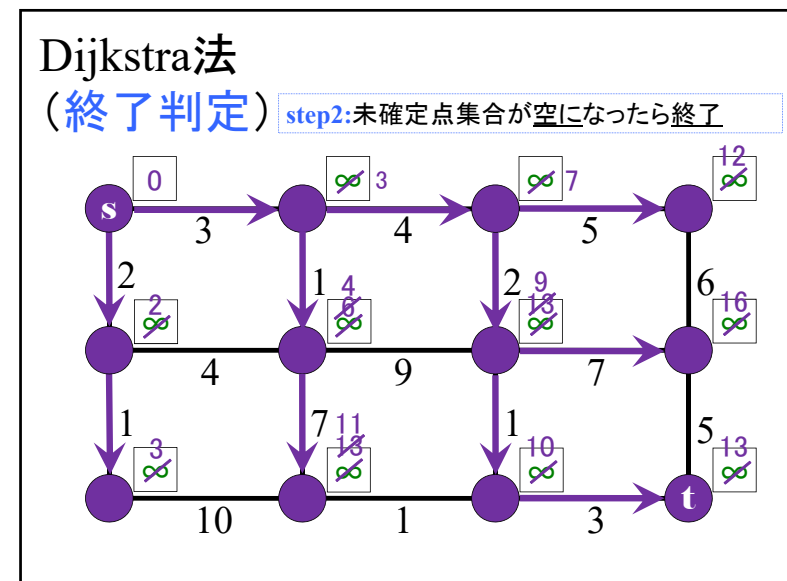 Dijkstra法
（終了判定） step2:未確定点集合が空になったら終了
12
s 0 ∞ 3 ∞ 7 ∞
3 4 5
2 1 4 2 9 6
2 6 13 16
∞ ∞ ∞ ∞
4 9 7
1 7 11 1 5
3 13 10 13
∞ ∞ ∞ ∞
t
10 1 3